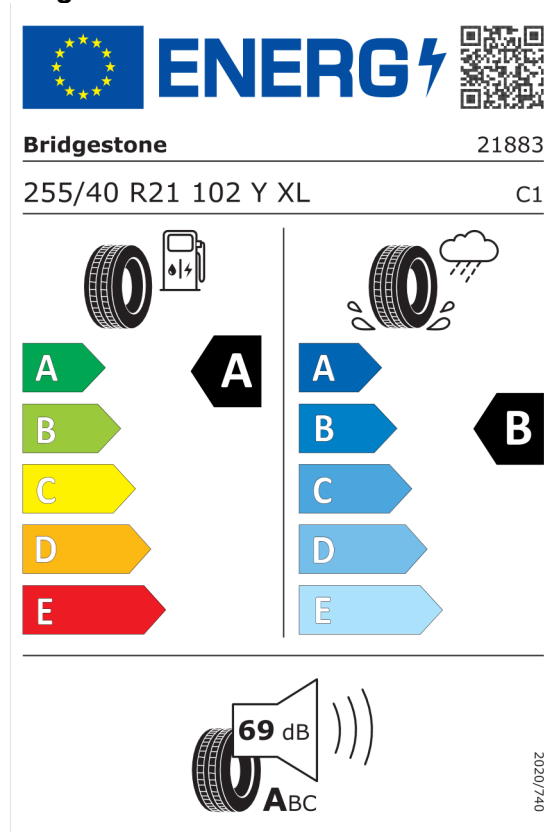 ENERG
Bridgestone 21883
255/40 R21 102 Y XL C1
A A A
B B B
C C
D D
E E
69 dB
ABC
2020/740